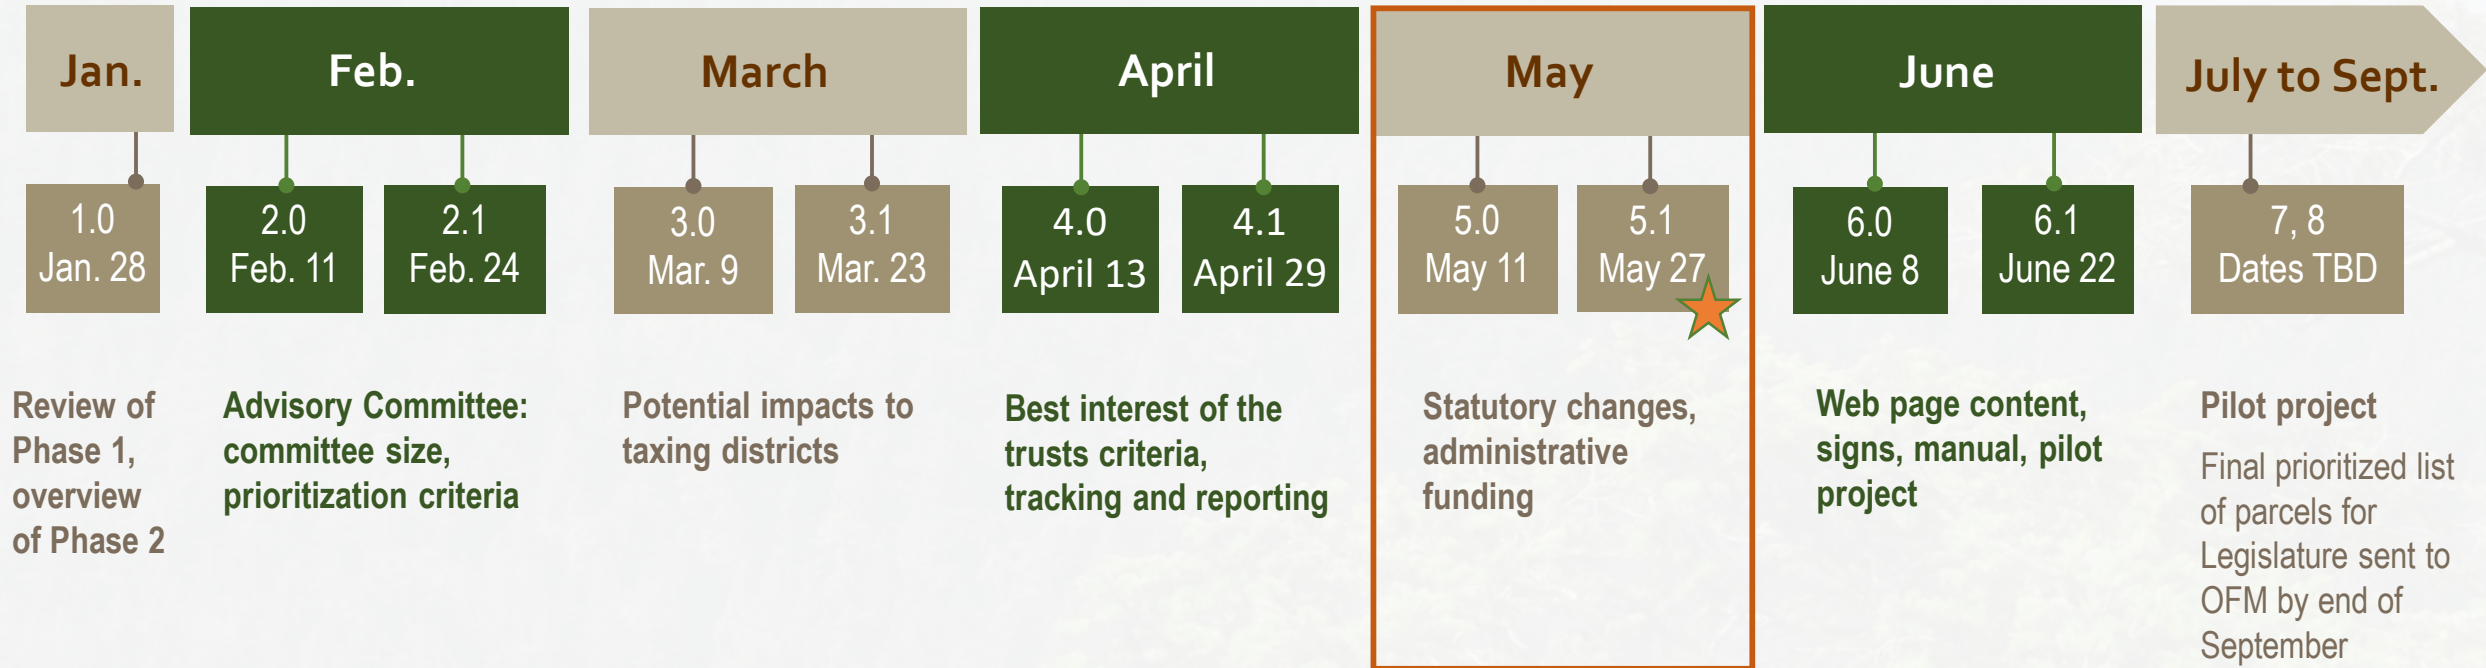 Jan.
Feb.
March
April
May
June
July to Sept.
1.0
Jan. 28
2.0
Feb. 11
2.1
Feb. 24
3.0
Mar. 9
3.1
Mar. 23
4.0
April 13
4.1
April 29
5.0
May 11
5.1
May 27
6.0
June 8
6.1
June 22
7, 8
Dates TBD
Review of
Phase 1,
overview
of Phase 2
Advisory Committee:
committee size,
prioritization criteria
Potential impacts to
taxing districts
Best interest of the
trusts criteria,
tracking and reporting
Statutory changes,
administrative
funding
Web page content,
signs, manual, pilot
project
Pilot project
Final prioritized list
of parcels for
Legislature sent to
OFM by end of
September